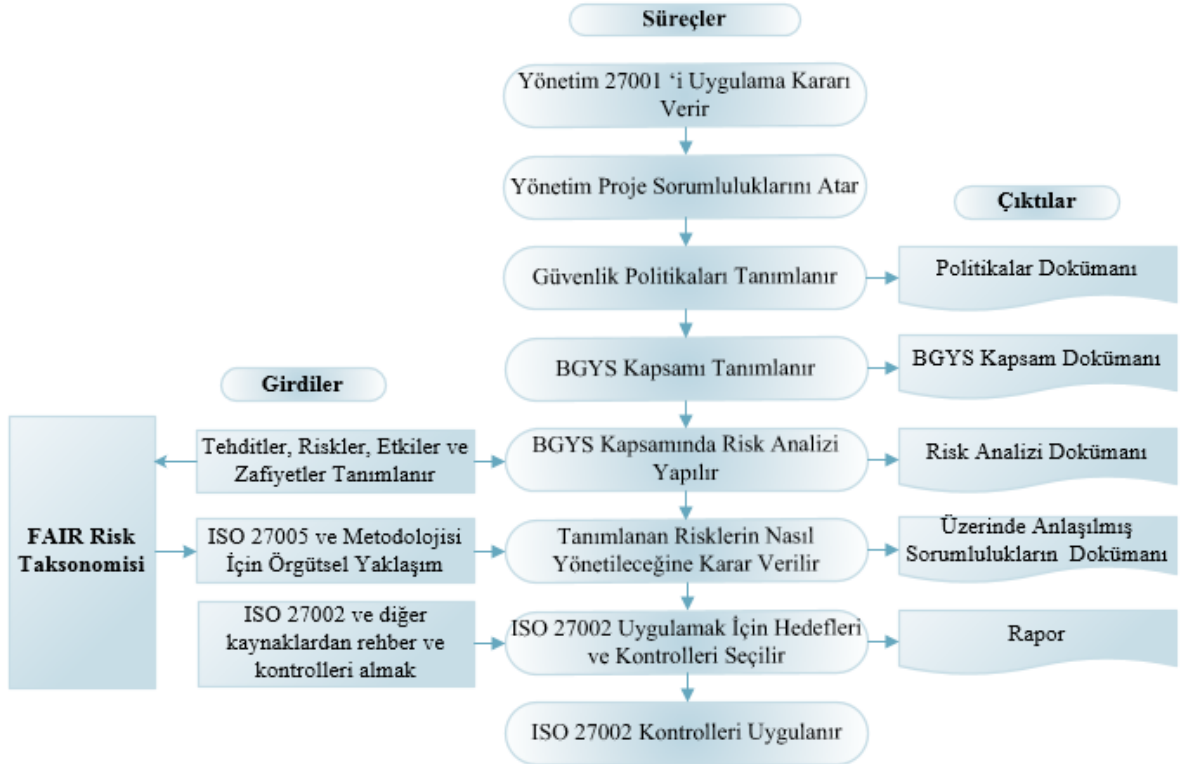 Süreçler
Yönetim 27001 ‘i Uygulama Kararı
Verir
Yönetim Proje Sorumluluklarını Atar
Çıktılar
Güvenlik Politikaları Tanımlanır
Politikalar Dokümanı
BGYS Kapsamı Tanımlanır
BGYS Kapsam Dokümanı
Girdiler
Tehditler, Riskler, Etkiler ve
Zafiyetler Tanımlanır
BGYS Kapsamında Risk Analizi
Yapılır
Risk Analizi Dokümanı
FAIR Risk
Taksonomisi
ISO 27005 ve Metodolojisi
İçin Örgütsel Yaklaşım
Tanımlanan Risklerin Nasıl
Yönetileceğine Karar Verilir
Üzerinde Anlaşılmış
Sorumlulukların Dokümanı
ISO 27002 ve diğer
kaynaklardan rehber ve
kontrolleri almak
ISO 27002 Uygulamak İçin Hedefleri
ve Kontrolleri Seçilir
Rapor
ISO 27002 Kontrolleri Uygulanır